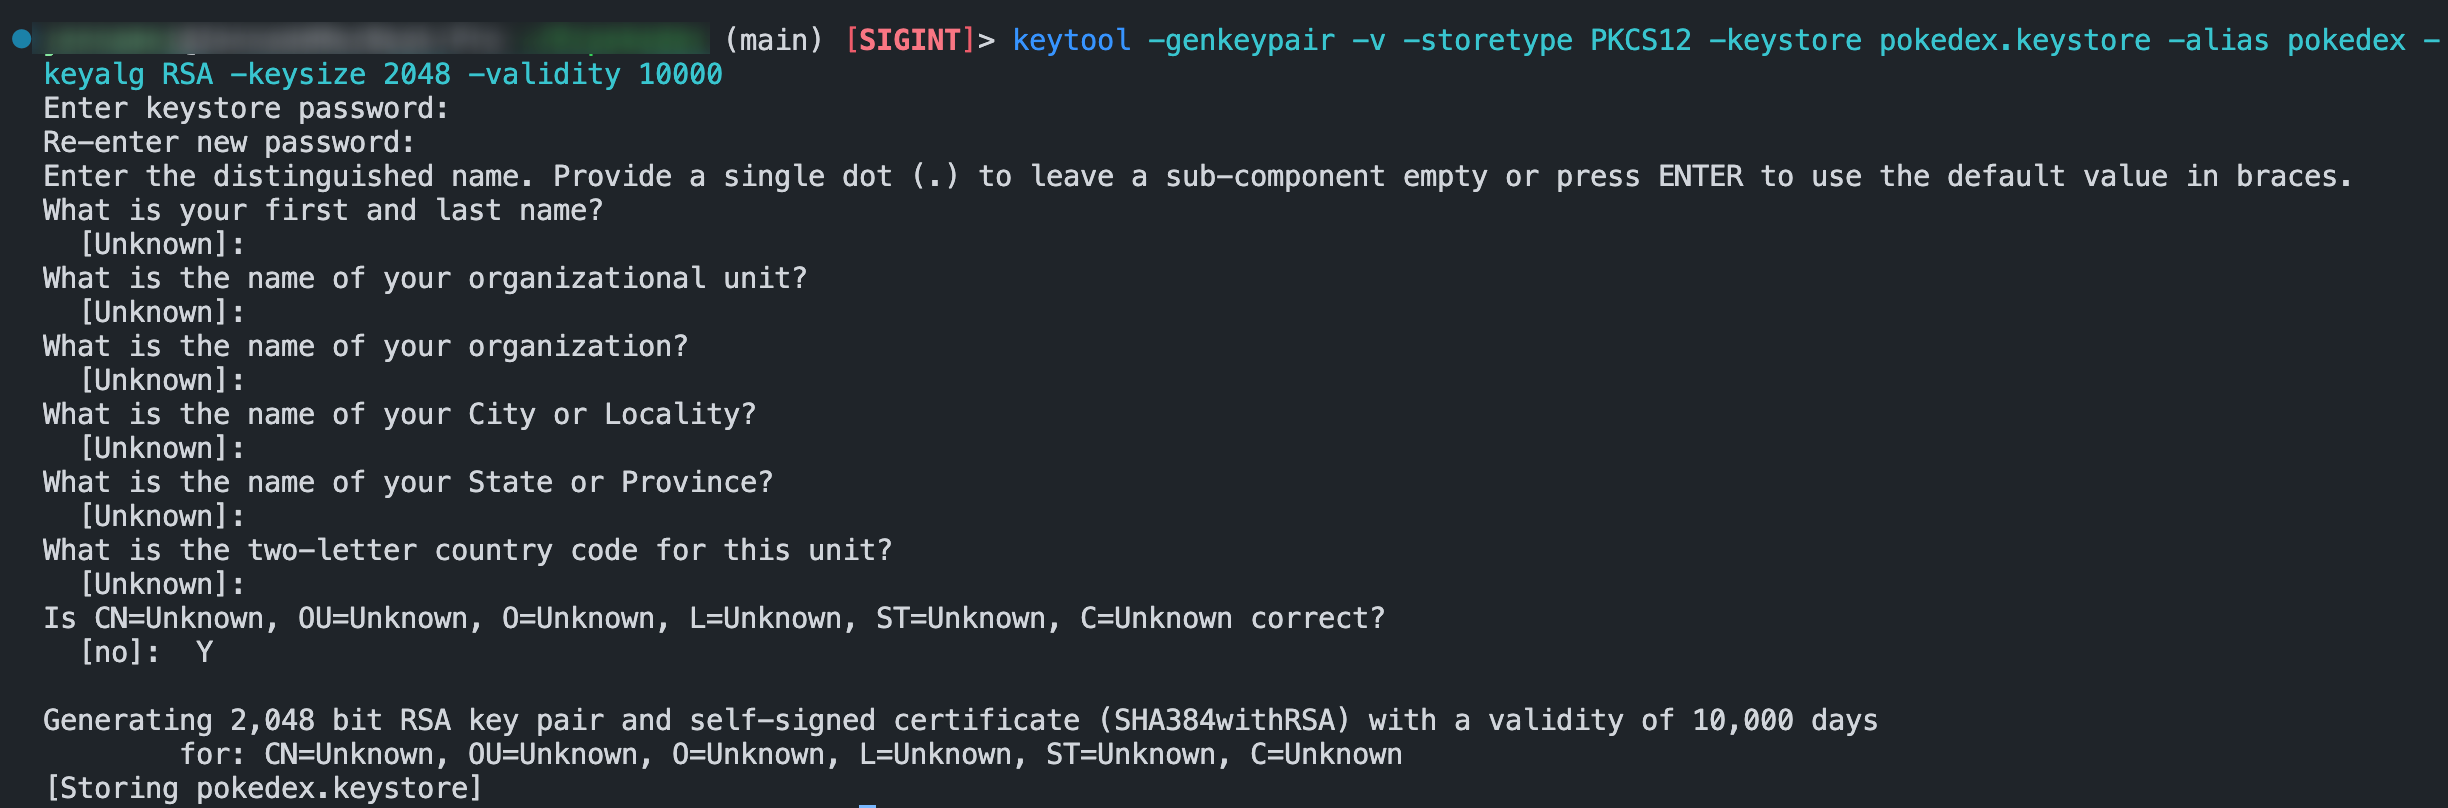 (main) [SIGINT]> keytool -genkeypair -v -storetype PKCS12 -keystore pokedex.keystore -alias pokedex -
keyalg RSA -keysize 2048 -validity 10000
Enter keystore password:
Re-enter new password:
Enter the distinguished name. Provide a single dot (.) to leave a sub-component empty or press ENTER to use the default value in braces.
What is your first and last name?
  [Unknown]:
What is the name of your organizational unit?
  [Unknown]:
What is the name of your organization?
  [Unknown]:
What is the name of your City or Locality?
  [Unknown]:
What is the name of your State or Province?
  [Unknown]:
What is the two-letter country code for this unit?
  [Unknown]:
Is CN=Unknown, OU=Unknown, O=Unknown, L=Unknown, ST=Unknown, C=Unknown correct?
  [no]:  Y
Generating 2,048 bit RSA key pair and self-signed certificate (SHA384withRSA) with a validity of 10,000 days
        for: CN=Unknown, OU=Unknown, O=Unknown, L=Unknown, ST=Unknown, C=Unknown
[Storing pokedex.keystore]